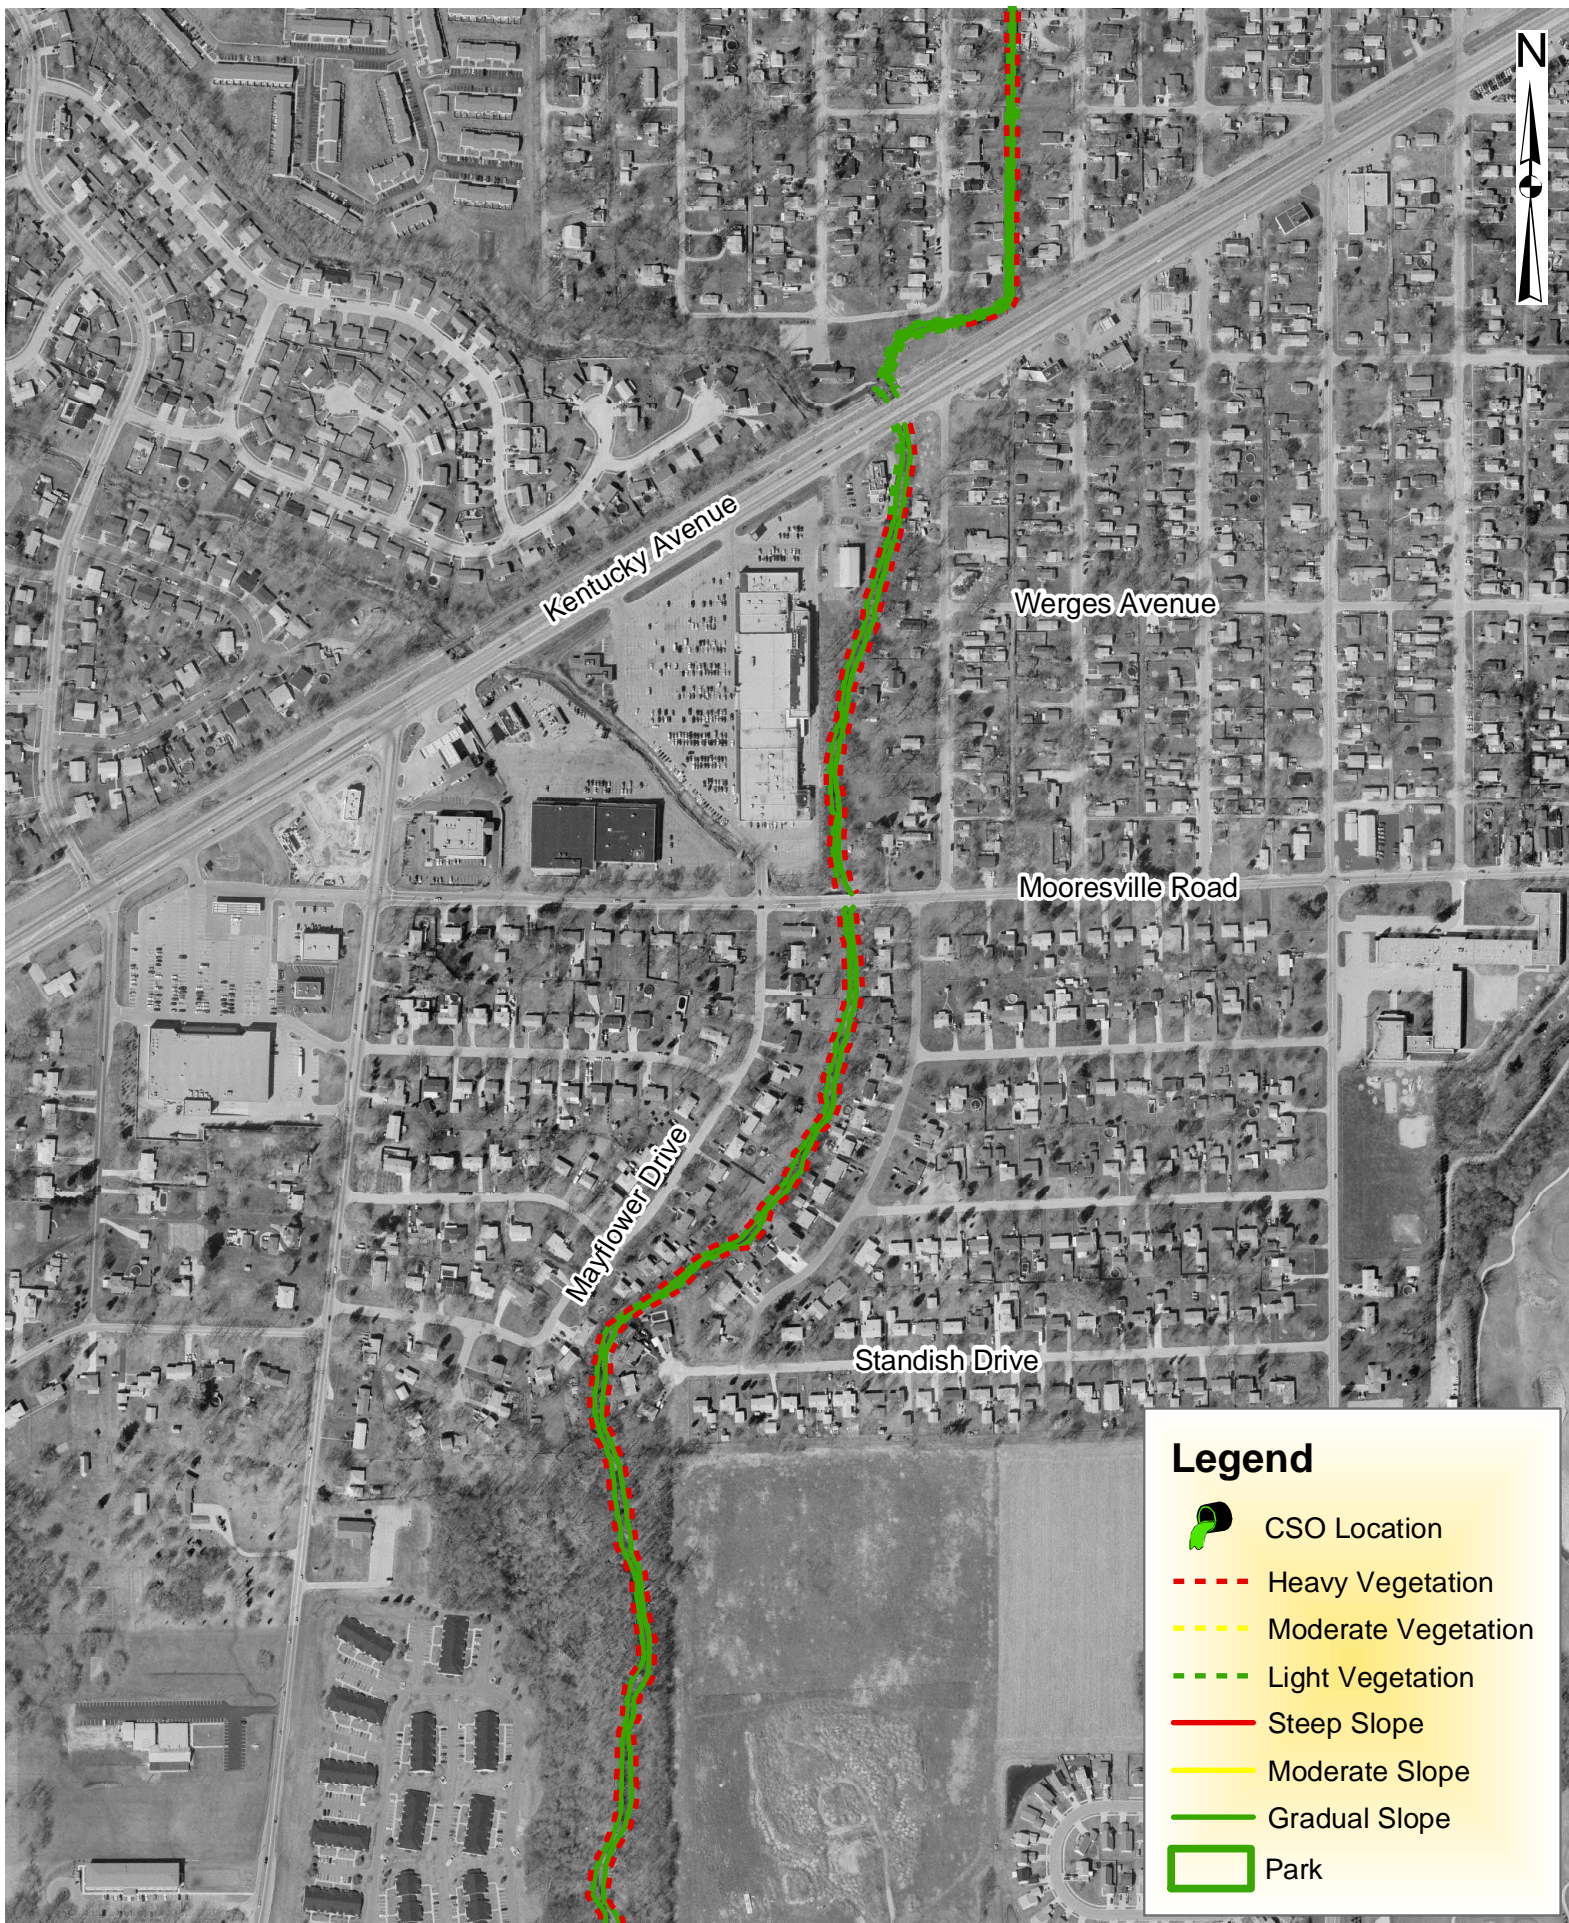 N
Kentucky Avenue
Werges Avenue
Mooresville Road
Mayflower Drive
Standish Drive
Legend
CSO Location
Heavy Vegetation
Moderate Vegetation
Light Vegetation
Steep Slope
Moderate Slope
Gradual Slope
Park